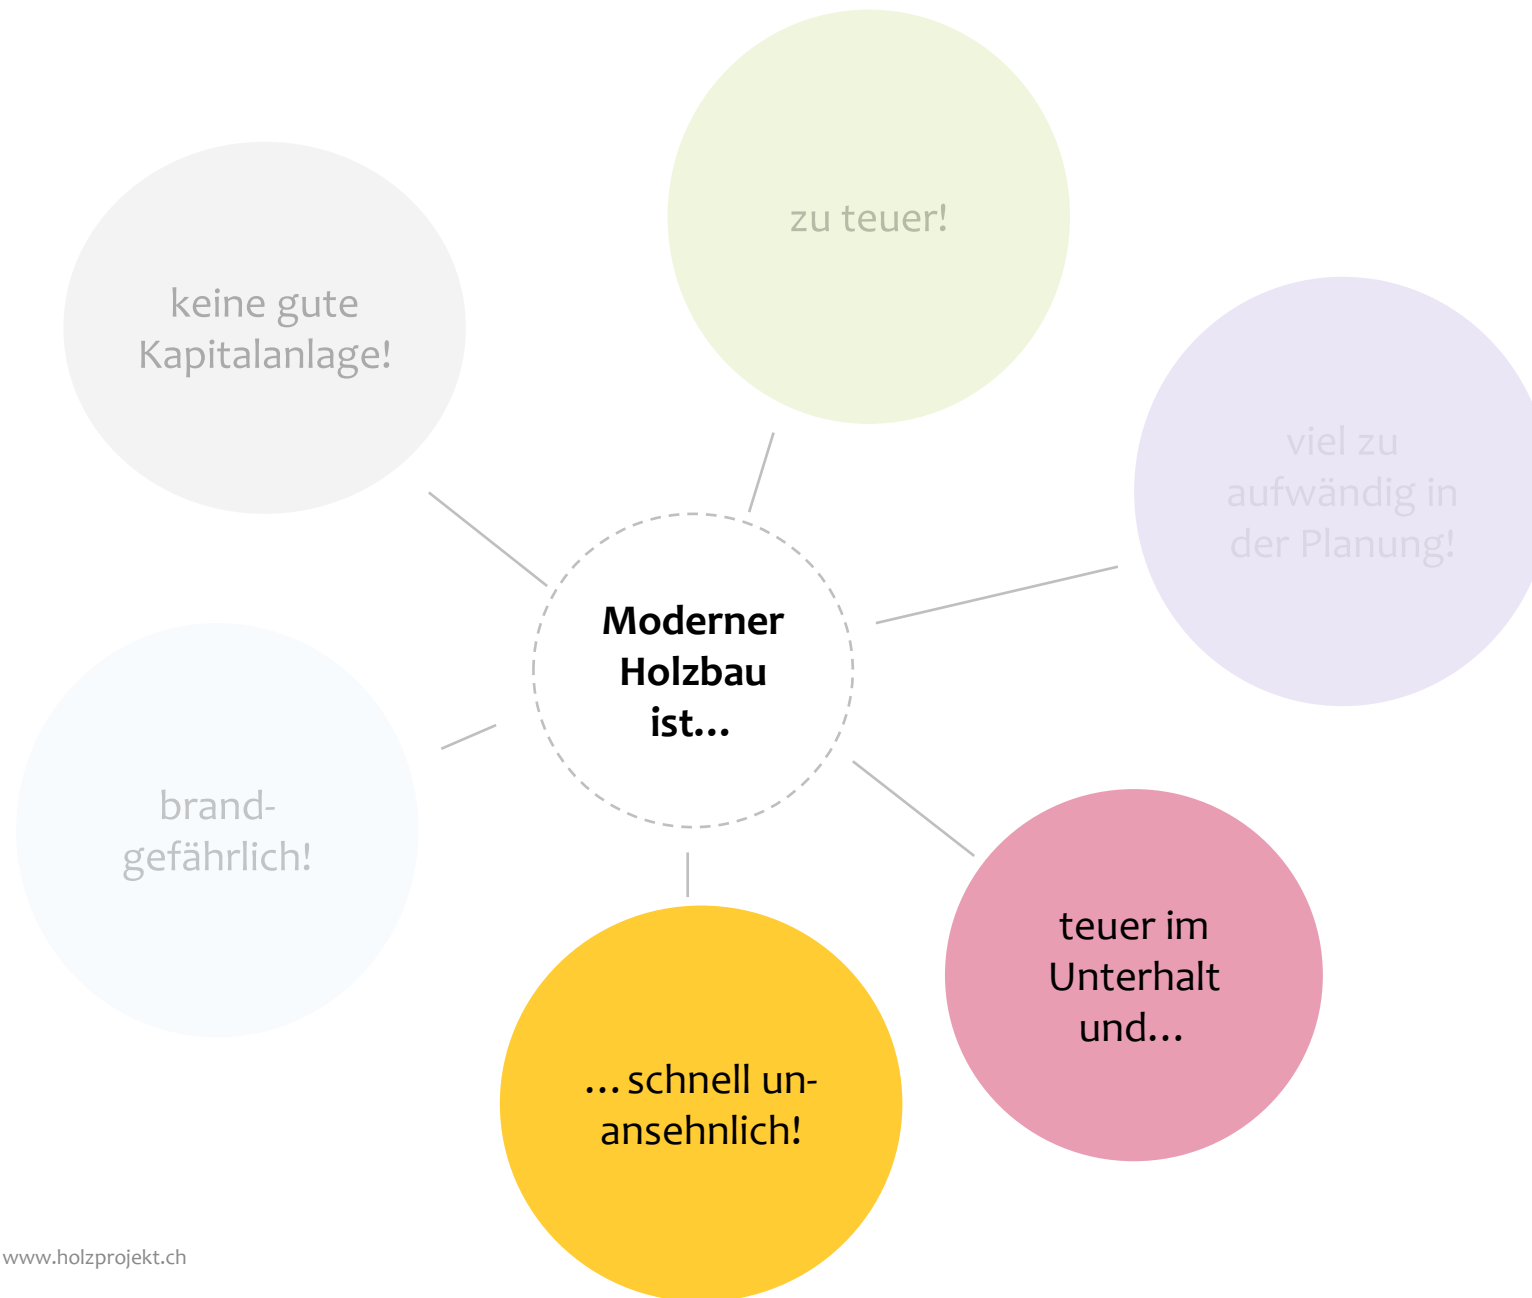 zu teuer!
keine gute
Kapitalanlage!
viel zu
aufwändig in
der Planung!
Moderner
Holzbau
ist…
brand-
gefährlich!
teuer im
Unterhalt
und…
…schnell un-
ansehnlich!
www.holzprojekt.ch